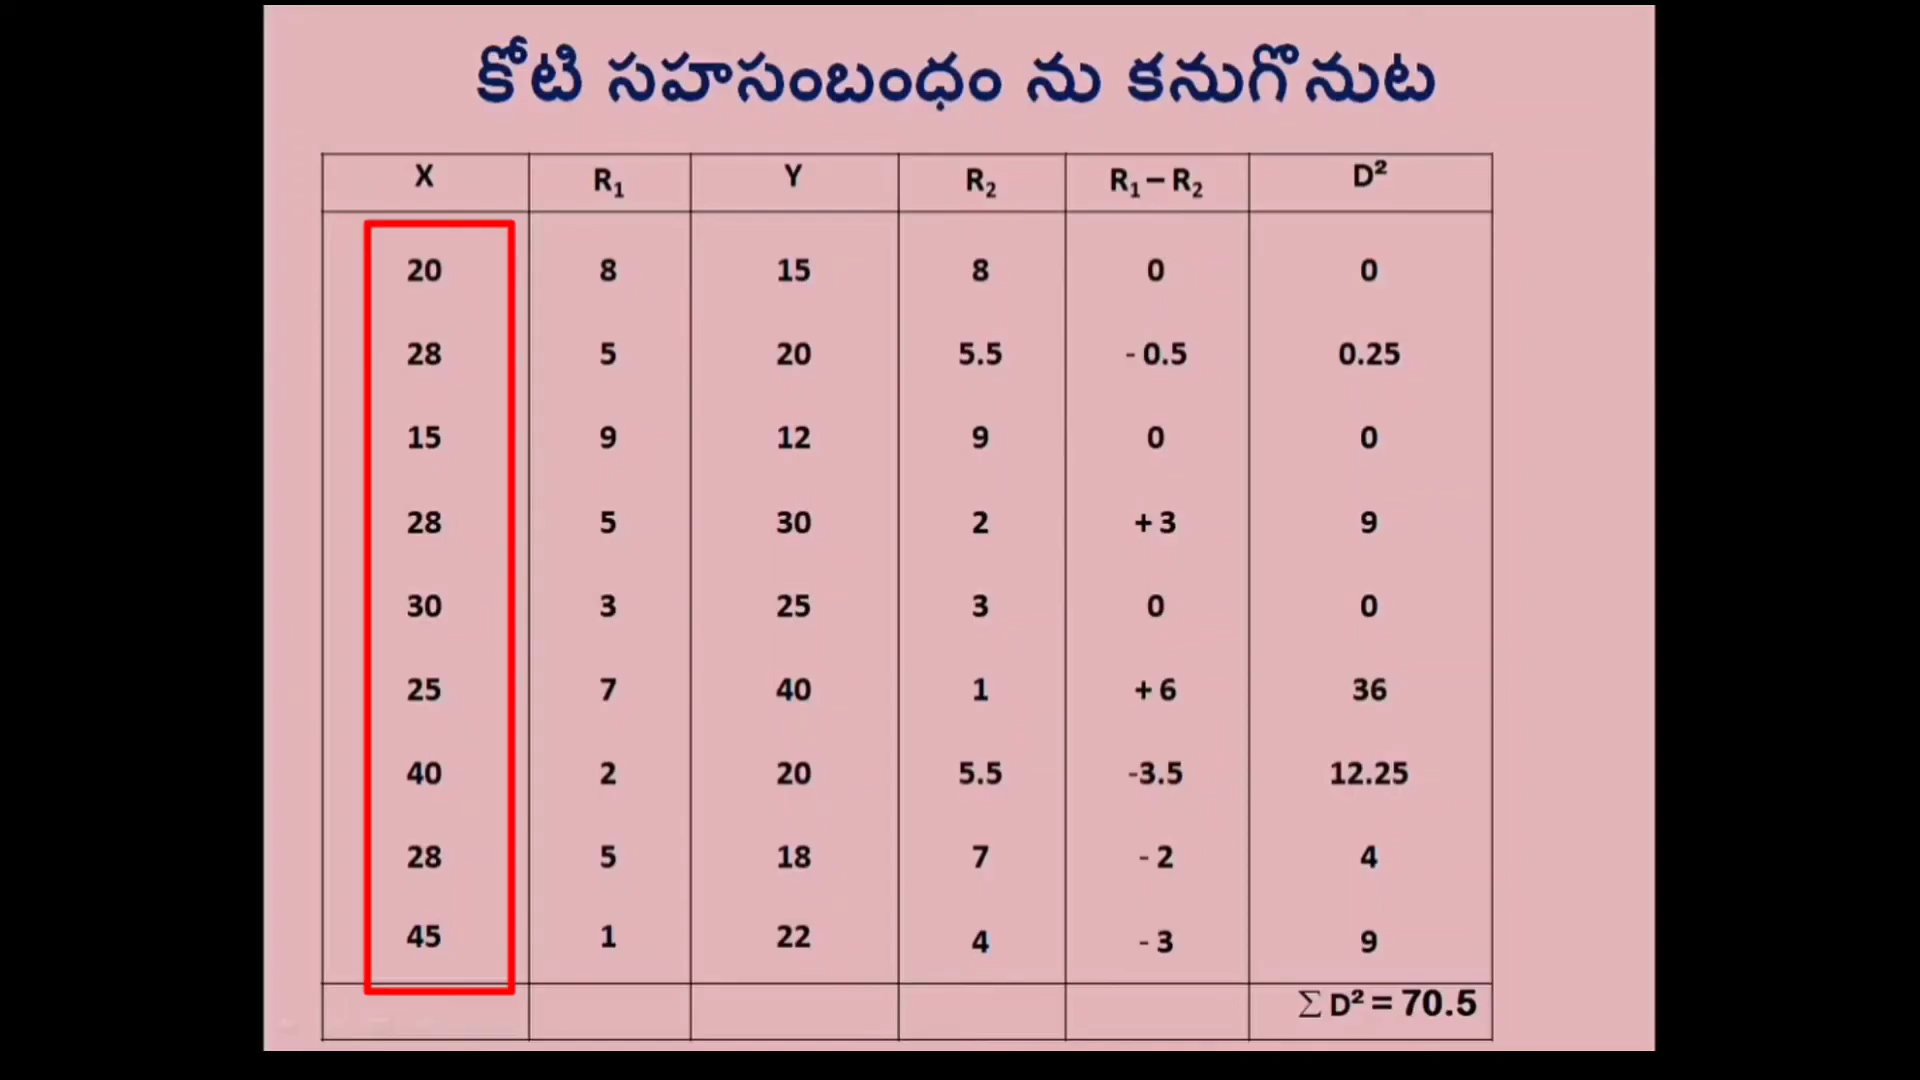 కోటి సహసంబంధం ను కనుగొనుట
X R₁ Y R₂ R₁ – R₂ D²
20 8 15 8 0 0
28 5 20 5.5 - 0.5 0.25
15 9 12 9 0 0
28 5 30 2 + 3 9
30 3 25 3 0 0
25 7 40 1 + 6 36
40 2 20 5.5 -3.5 12.25
28 5 18 7 - 2 4
45 1 22 4 - 3 9
∑ D² = 70.5